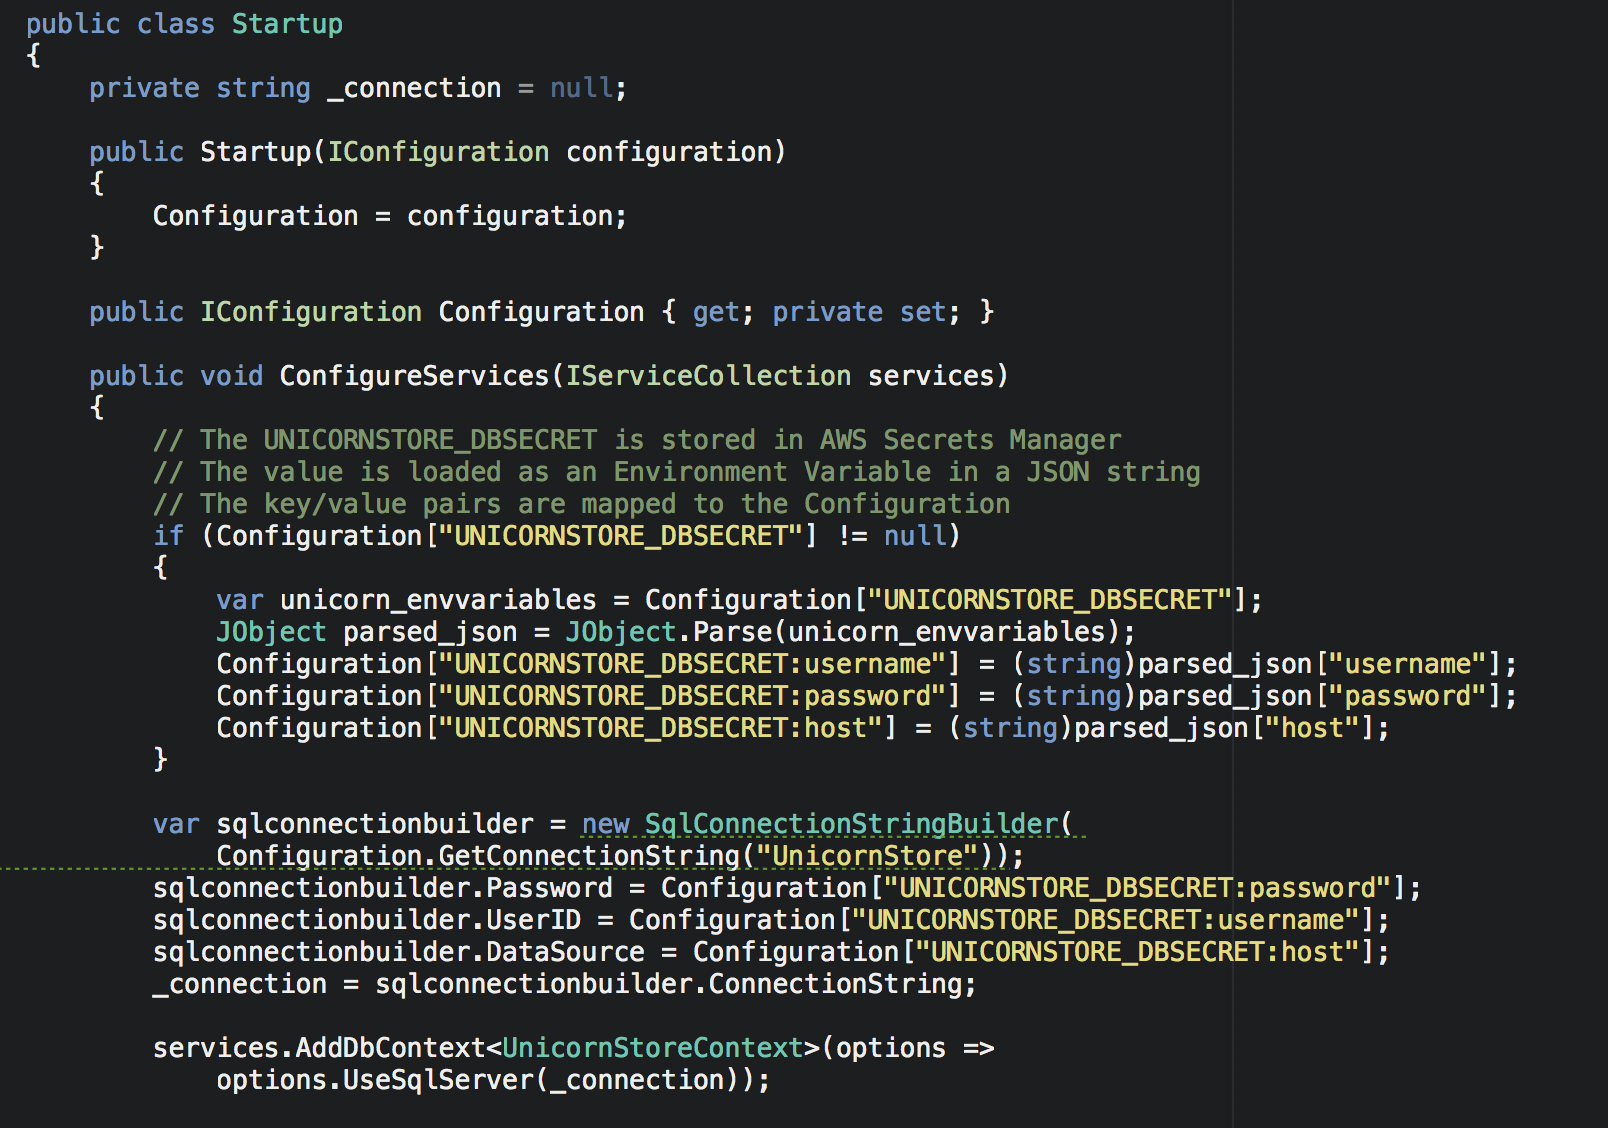 public class Startup
{
    private string _connection = null;

    public Startup(IConfiguration configuration)
    {
        Configuration = configuration;
    }

    public IConfiguration Configuration { get; private set; }

    public void ConfigureServices(IServiceCollection services)
    {
        // The UNICORNSTORE_DBSECRET is stored in AWS Secrets Manager
        // The value is loaded as an Environment Variable in a JSON string
        // The key/value pairs are mapped to the Configuration
        if (Configuration["UNICORNSTORE_DBSECRET"] != null)
        {
            var unicorn_envvariables = Configuration["UNICORNSTORE_DBSECRET"];
            JObject parsed_json = JObject.Parse(unicorn_envvariables);
            Configuration["UNICORNSTORE_DBSECRET:username"] = (string)parsed_json["username"];
            Configuration["UNICORNSTORE_DBSECRET:password"] = (string)parsed_json["password"];
            Configuration["UNICORNSTORE_DBSECRET:host"] = (string)parsed_json["host"];
        }

        var sqlconnectionbuilder = new SqlConnectionStringBuilder(
            Configuration.GetConnectionString("UnicornStore"));
        sqlconnectionbuilder.Password = Configuration["UNICORNSTORE_DBSECRET:password"];
        sqlconnectionbuilder.UserID = Configuration["UNICORNSTORE_DBSECRET:username"];
        sqlconnectionbuilder.DataSource = Configuration["UNICORNSTORE_DBSECRET:host"];
        _connection = sqlconnectionbuilder.ConnectionString;

        services.AddDbContext<UnicornStoreContext>(options =>
            options.UseSqlServer(_connection));